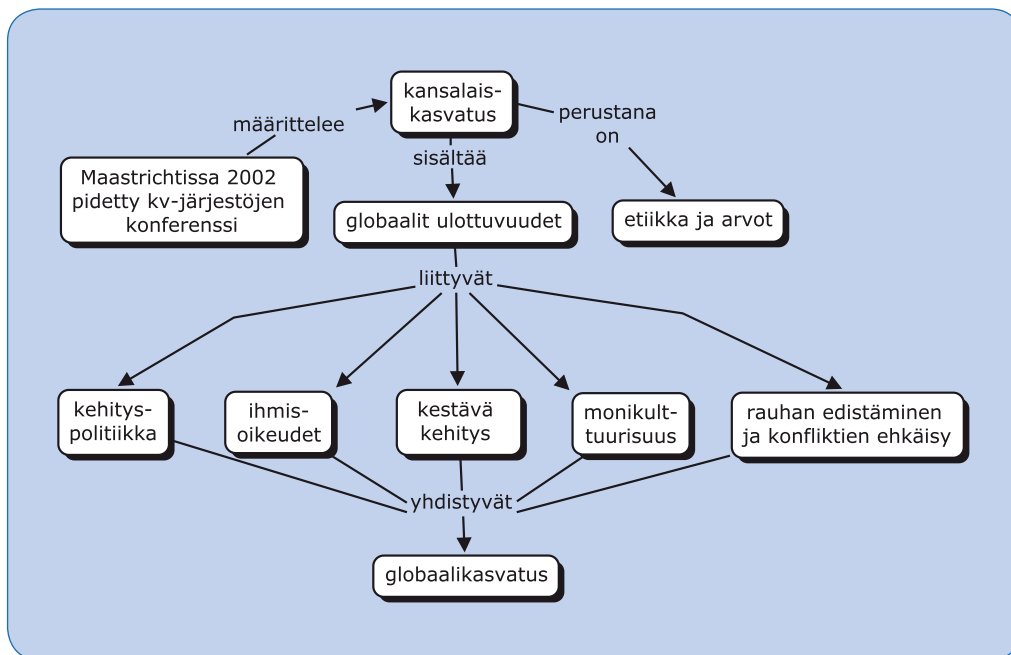 kansalais-
kasvatus
määrittelee
perustana
on
sisältää
Maastrichtissa 2002
pidetty kv-järjestöjen
konferenssi
globaalit ulottuvuudet
etiikka ja arvot
liittyvät
kehitys-
politiikka
ihmis-
oikeudet
kestävä
kehitys
monikult-
tuurisuus
rauhan edistäminen
ja konfliktien ehkäisy
yhdistyvät
globaalikasvatus